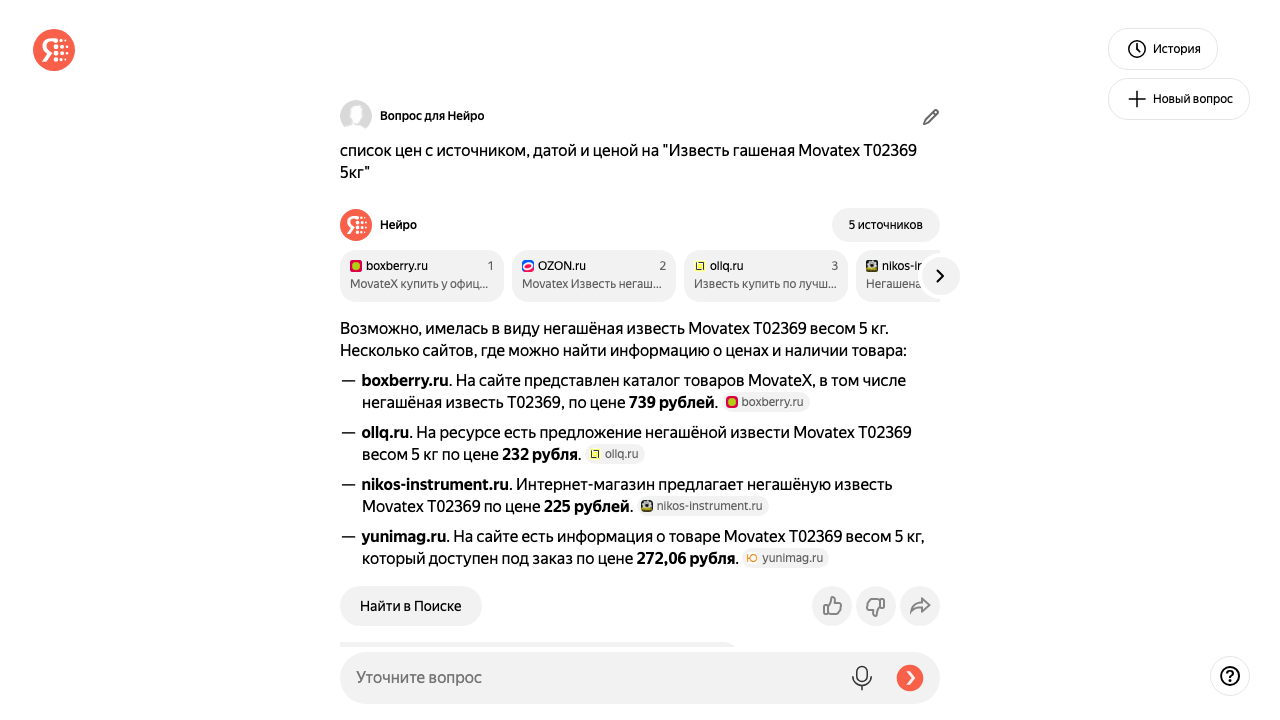 История
Новый вопрос
Вопрос для Нейро
список цен с источником, датой и ценой на "Известь гашеная Movatex T02369
5кг"
Нейро
5 источников
boxberry.ru 1
MovateX купить у офиц...
OZON.ru 2
Movatex Известь негаш...
ollq.ru 3
Известь купить по лучш...
nikos-ir
Негашена
Возможно, имелась в виду негашёная известь Movatex T02369 весом 5 кг.
Несколько сайтов, где можно найти информацию о ценах и наличии товара:
— boxberry.ru. На сайте представлен каталог товаров MovateX, в том числе
негашёная известь T02369, по цене 739 рублей. boxberry.ru
— ollq.ru. На ресурсе есть предложение негашёной извести Movatex T02369
весом 5 кг по цене 232 рубля. ollq.ru
— nikos-instrument.ru. Интернет-магазин предлагает негашёную известь
Movatex T02369 по цене 225 рублей. nikos-instrument.ru
— yunimag.ru. На сайте есть информация о товаре Movatex T02369 весом 5 кг,
который доступен под заказ по цене 272,06 рубля. yunimag.ru
Найти в Поиске
Уточните вопрос